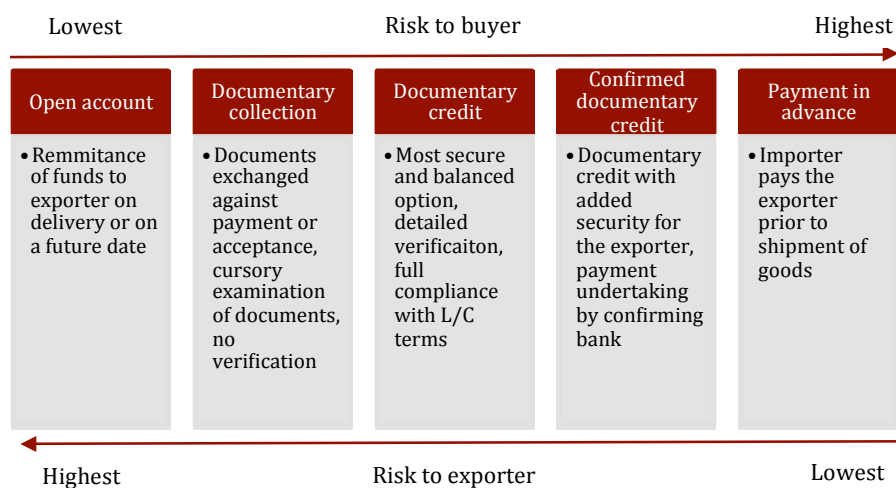 Lowest Risk to buyer Highest
Open account
• Remmitance
of funds to
exporter on
delivery or on
a future date
Documentary
collection
• Documents
exchanged
against
payment or
acceptance,
cursory
examination
of documents,
no
verification
Documentary
credit
• Most secure
and balanced
option,
detailed
verificaiton,
full
compliance
with L/C
terms
Confirmed
documentary
credit
• Documentary
credit with
added
security for
the exporter,
payment
undertaking
by confirming
bank
Payment in
advance
• Importer
pays the
exporter
prior to
shipment of
goods
Highest Risk to exporter Lowest